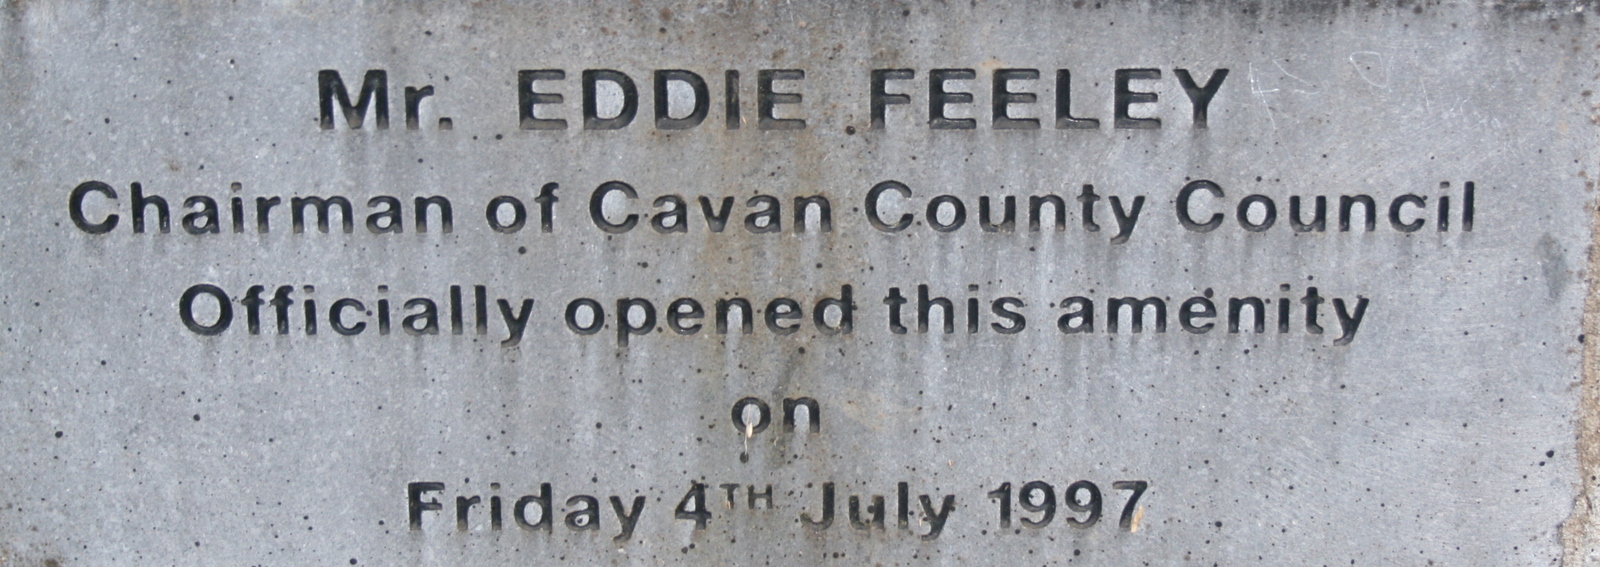 Mr. EDDIE FEELEY
Chairman of Cavan County Council
Officially opened this amenity
on
Friday 4TH July 1997